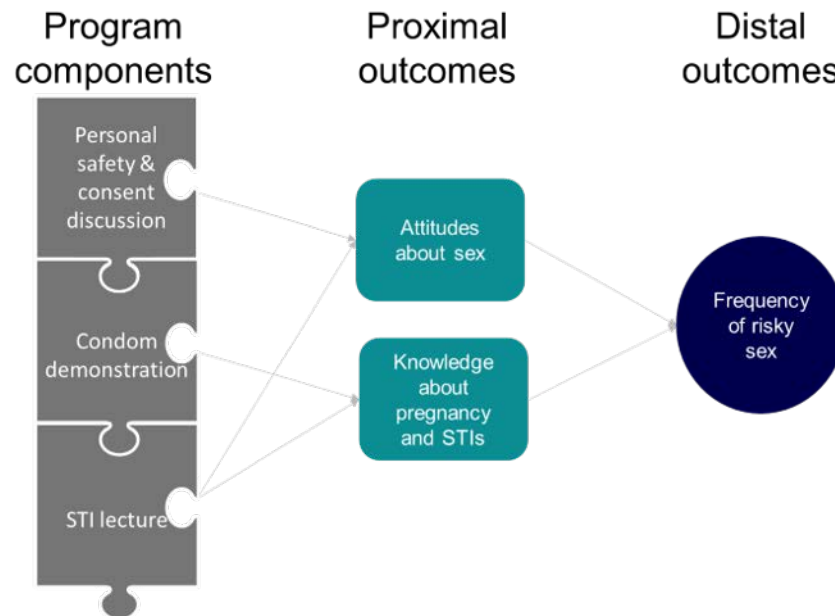 Program
components
Proximal
outcomes
Distal
outcomes
Personal
safety &
consent
discussion
Condom
demonstration
STI lecture
Attitudes
about sex
Knowledge
about
pregnancy
and STIs
Frequency
of risky
sex